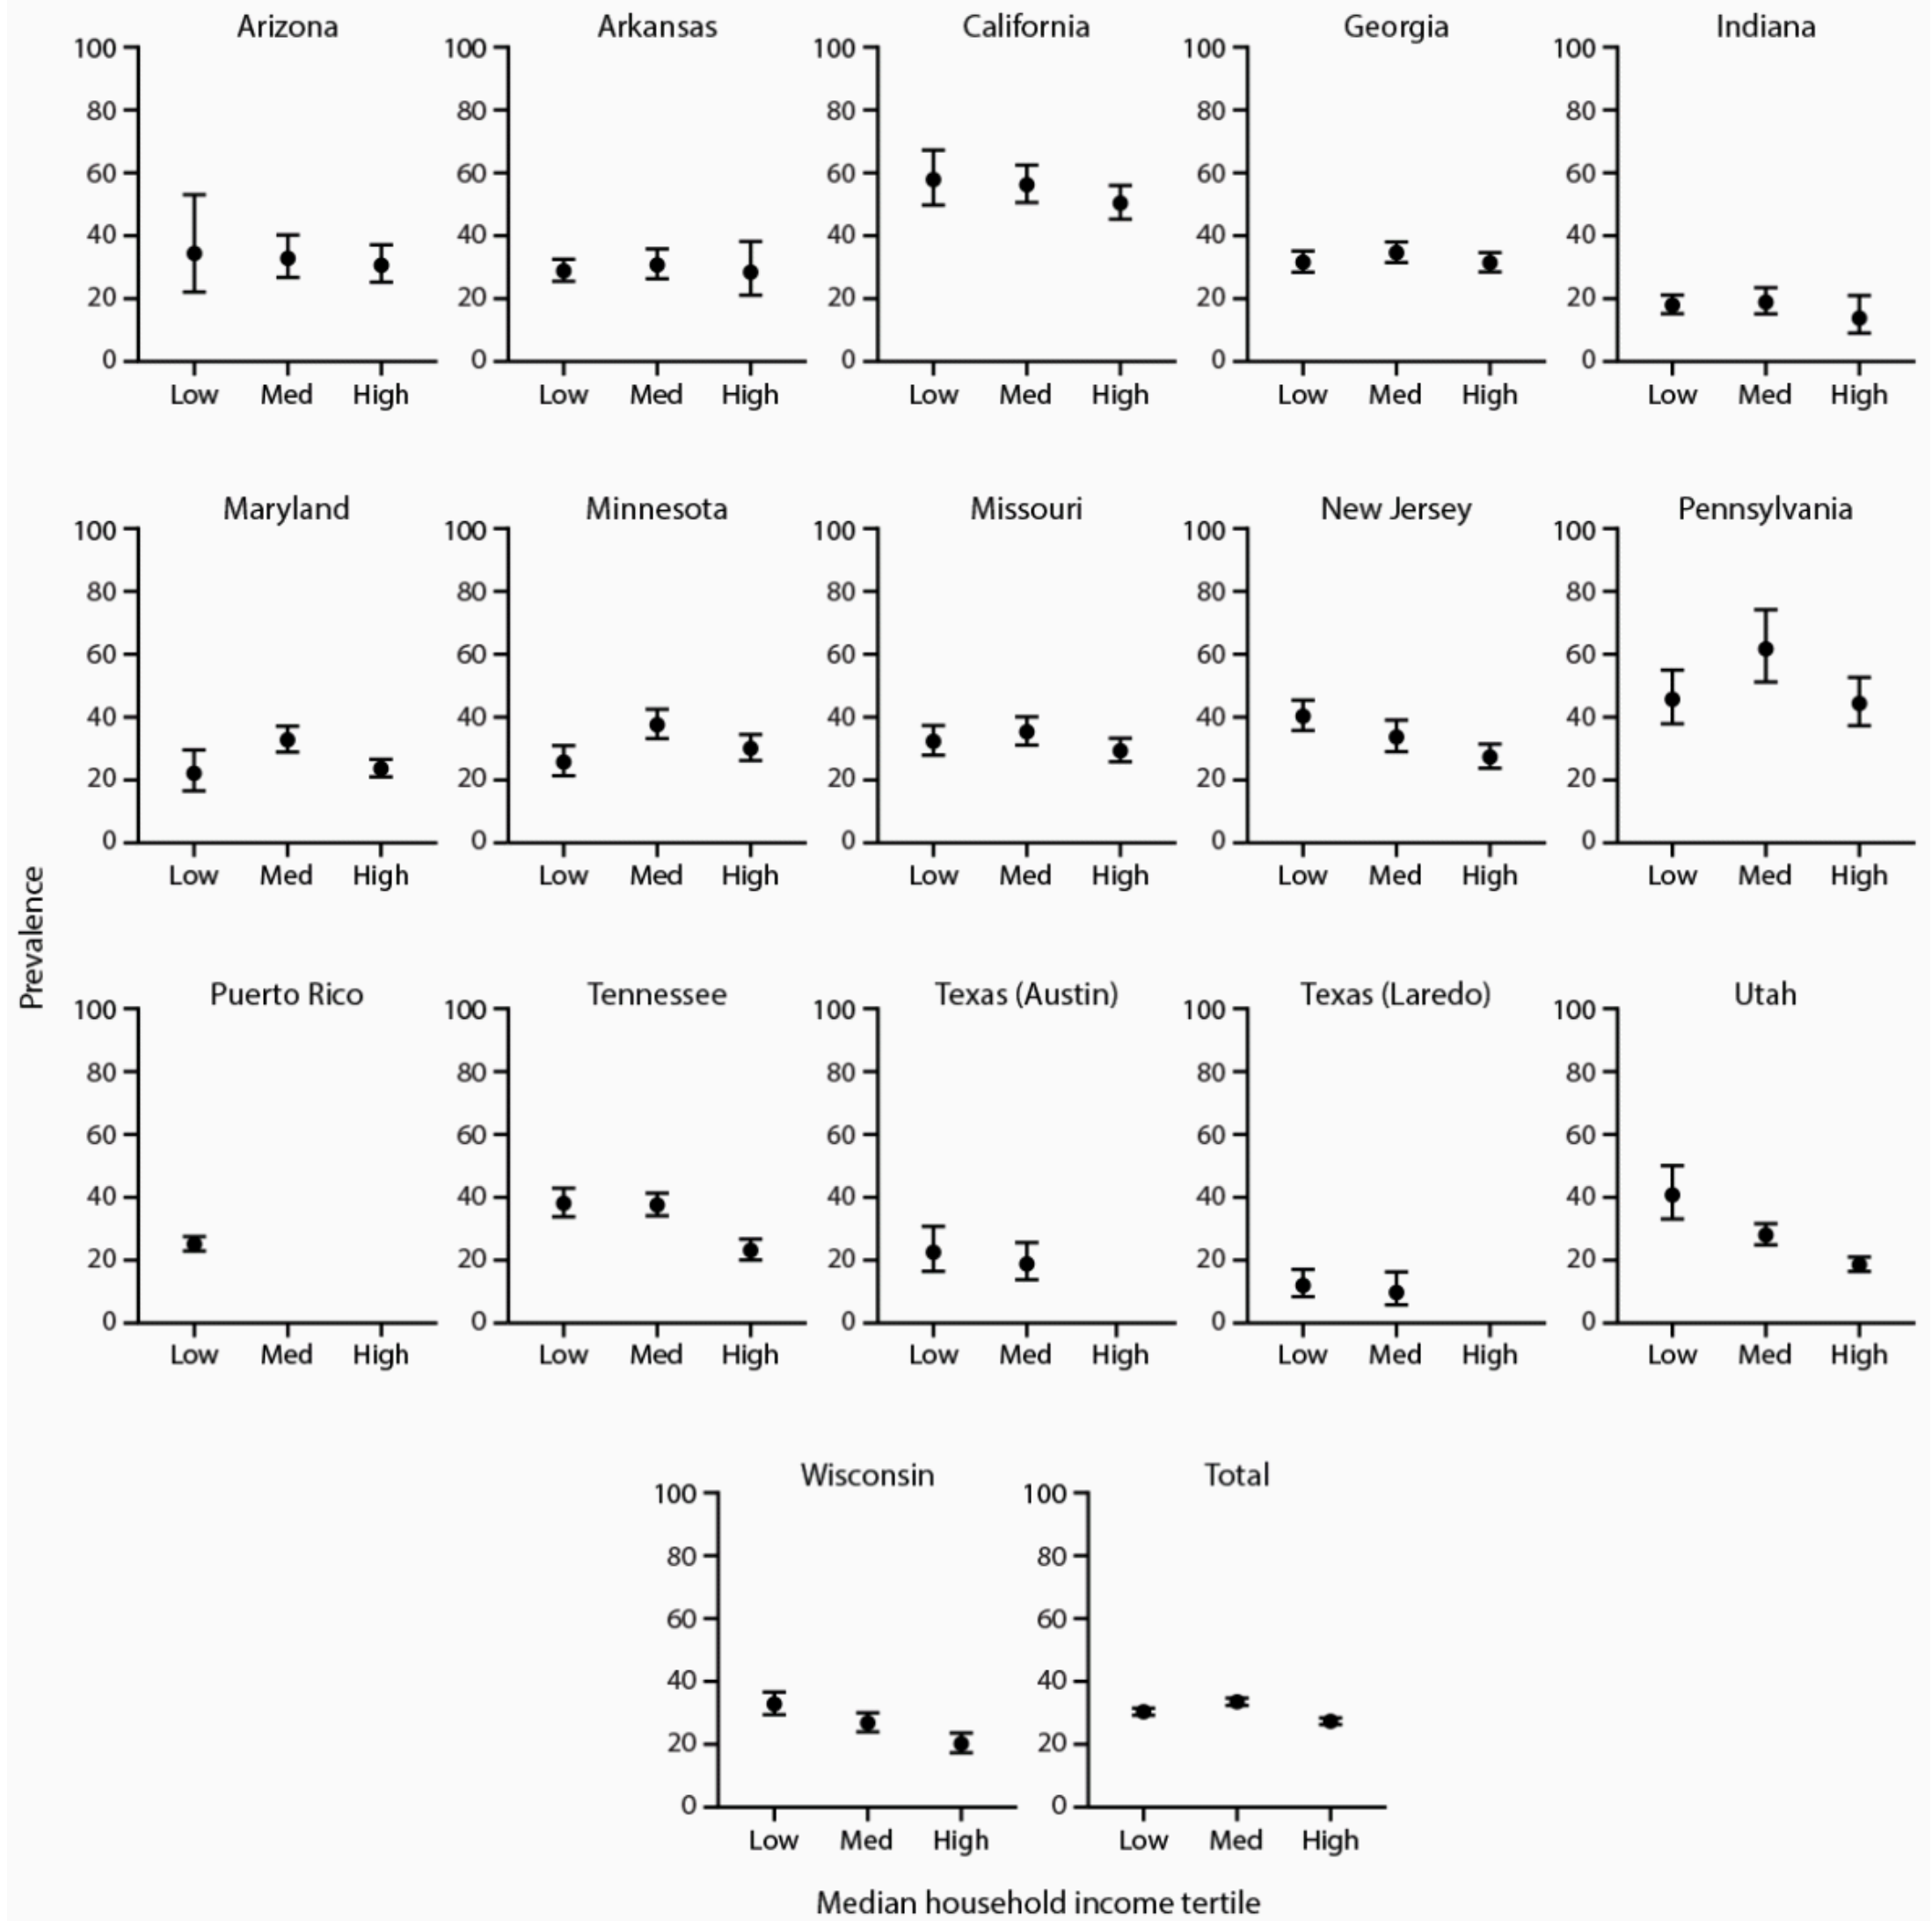 Arizona Arkansas California Georgia Indiana
100 100 100 100 100
80 80 80 80 80
60 60 60 60 60
40 40 40 40 40
20 20 20 20 20
0 0 0 0 0
Low Med High Low Med High Low Med High Low Med High Low Med High
Maryland Minnesota Missouri New Jersey Pennsylvania
100 100 100 100 100
80 80 80 80 80
60 60 60 60 60
40 40 40 40 40
20 20 20 20 20
0 0 0 0 0
Low Med High Low Med High Low Med High Low Med High Low Med High
Prevalence
Puerto Rico Tennessee Texas (Austin) Texas (Laredo) Utah
100 100 100 100 100
80 80 80 80 80
60 60 60 60 60
40 40 40 40 40
20 20 20 20 20
0 0 0 0 0
Low Med High Low Med High Low Med High Low Med High Low Med High
Wisconsin Total
100 100
80 80
60 60
40 40
20 20
0 0
Low Med High Low Med High
Median household income tertile